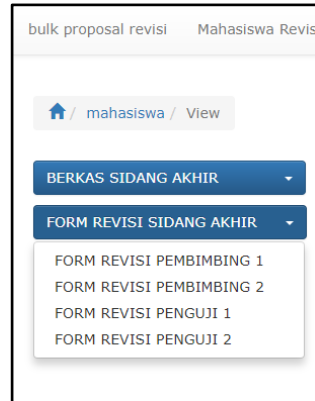 bulk proposal revisi Mahasiswa Revis
/ mahasiswa / View
BERKAS SIDANG AKHIR
FORM REVISI SIDANG AKHIR
FORM REVISI PEMBIMBING 1
FORM REVISI PEMBIMBING 2
FORM REVISI PENGUJI 1
FORM REVISI PENGUJI 2